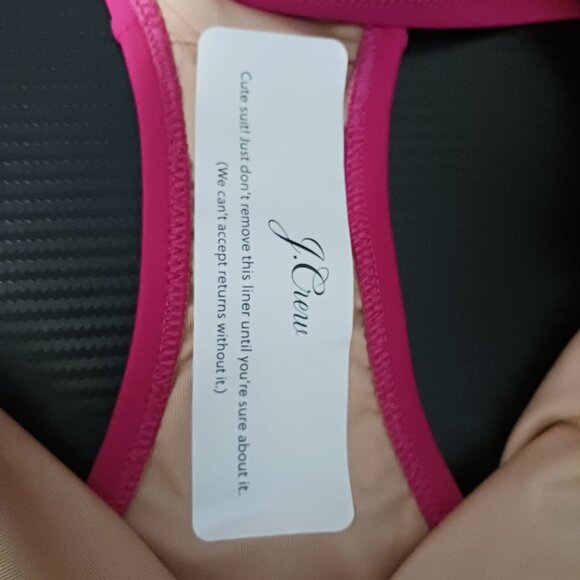 J.Crew
Cute suit! Just don't remove this liner until you're sure about it.
(We can't accept returns without it.)